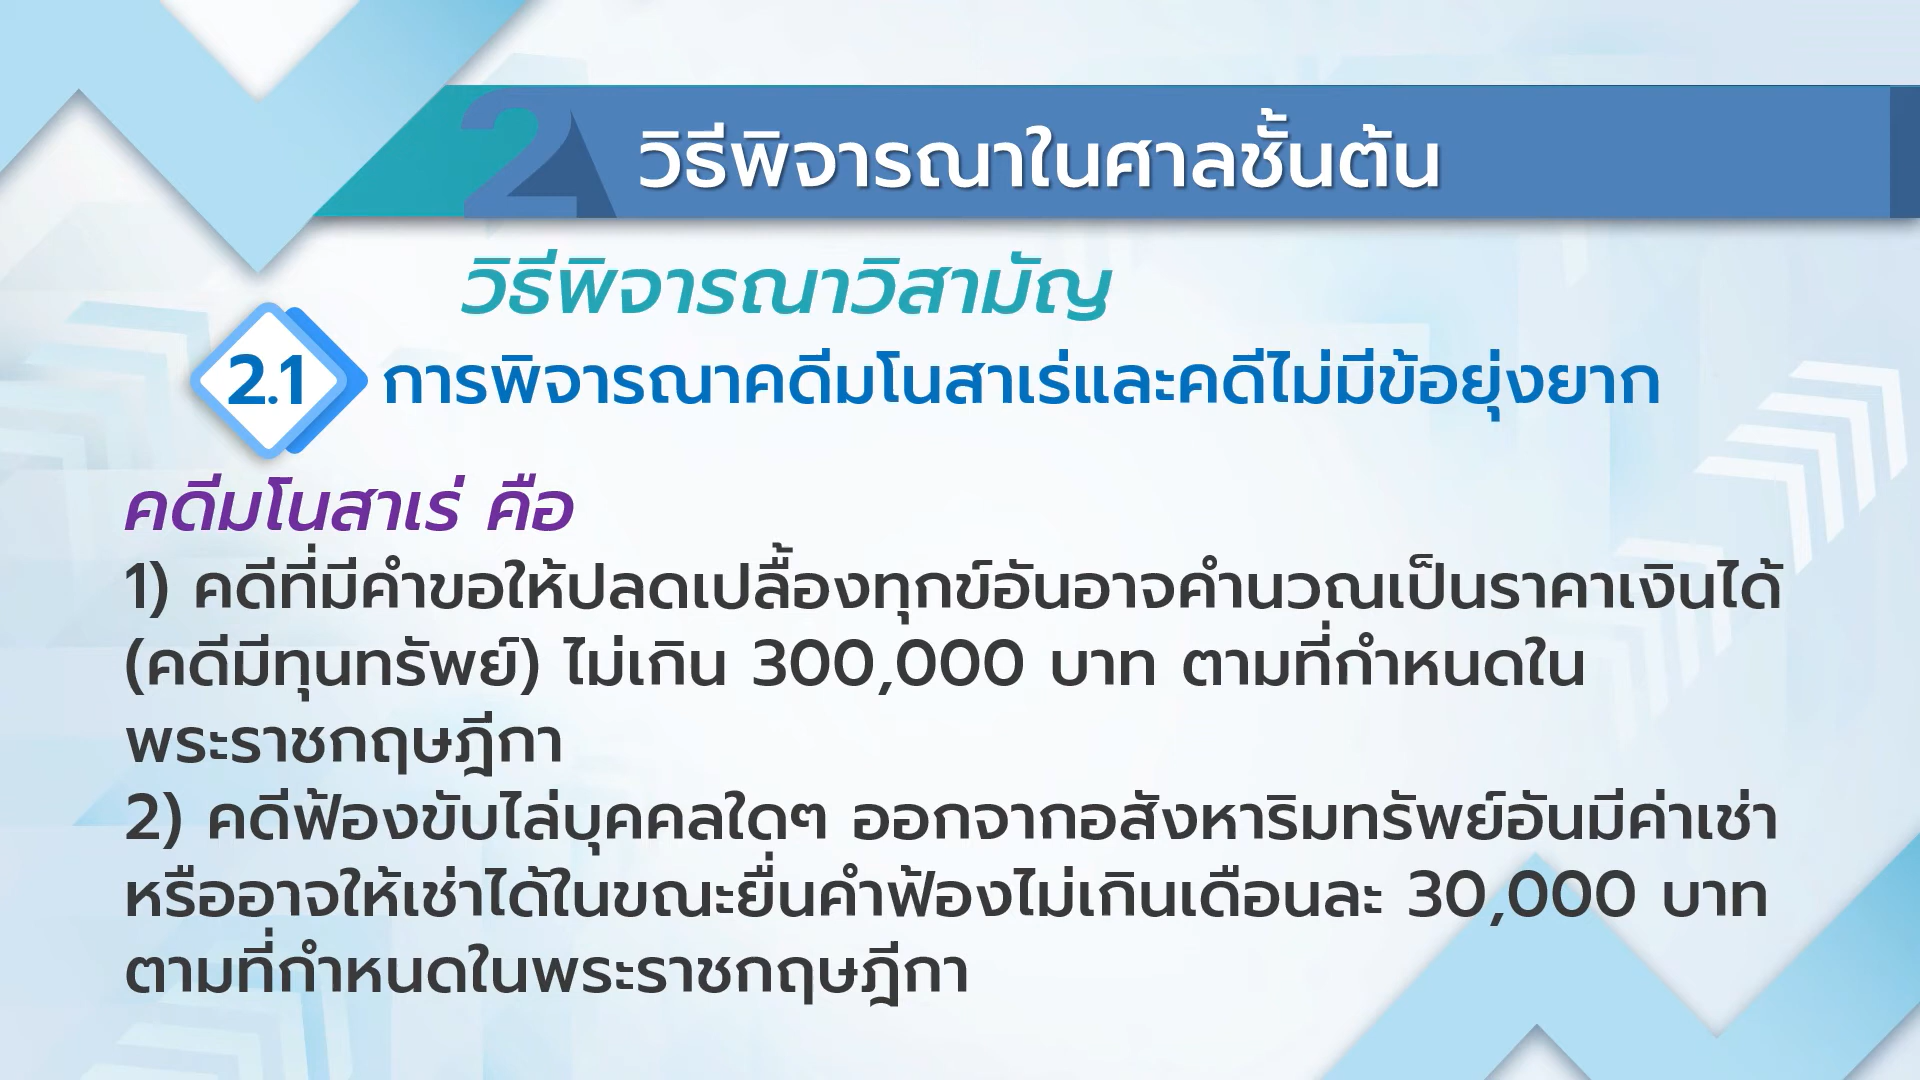 2 วิธีพิจารณาในศาลชั้นต้น
วิธีพิจารณาวิสามัญ
2.1 การพิจารณาคดีมโนสาเร่และคดีไม่มีข้อยุ่งยาก
คดีมโนสาเร่ คือ
1) คดีที่มีคำขอให้ปลดเปลื้องทุกข์อันอาจคำนวณเป็นราคาเงินได้
(คดีมีทุนทรัพย์) ไม่เกิน 300,000 บาท ตามที่กำหนดใน
พระราชกฤษฎีกา
2) คดีฟ้องขับไล่บุคคลใดๆ ออกจากอสังหาริมทรัพย์อันมีค่าเช่า
หรืออาจให้เช่าได้ในขณะยื่นคำฟ้องไม่เกินเดือนละ 30,000 บาท
ตามที่กำหนดในพระราชกฤษฎีกา